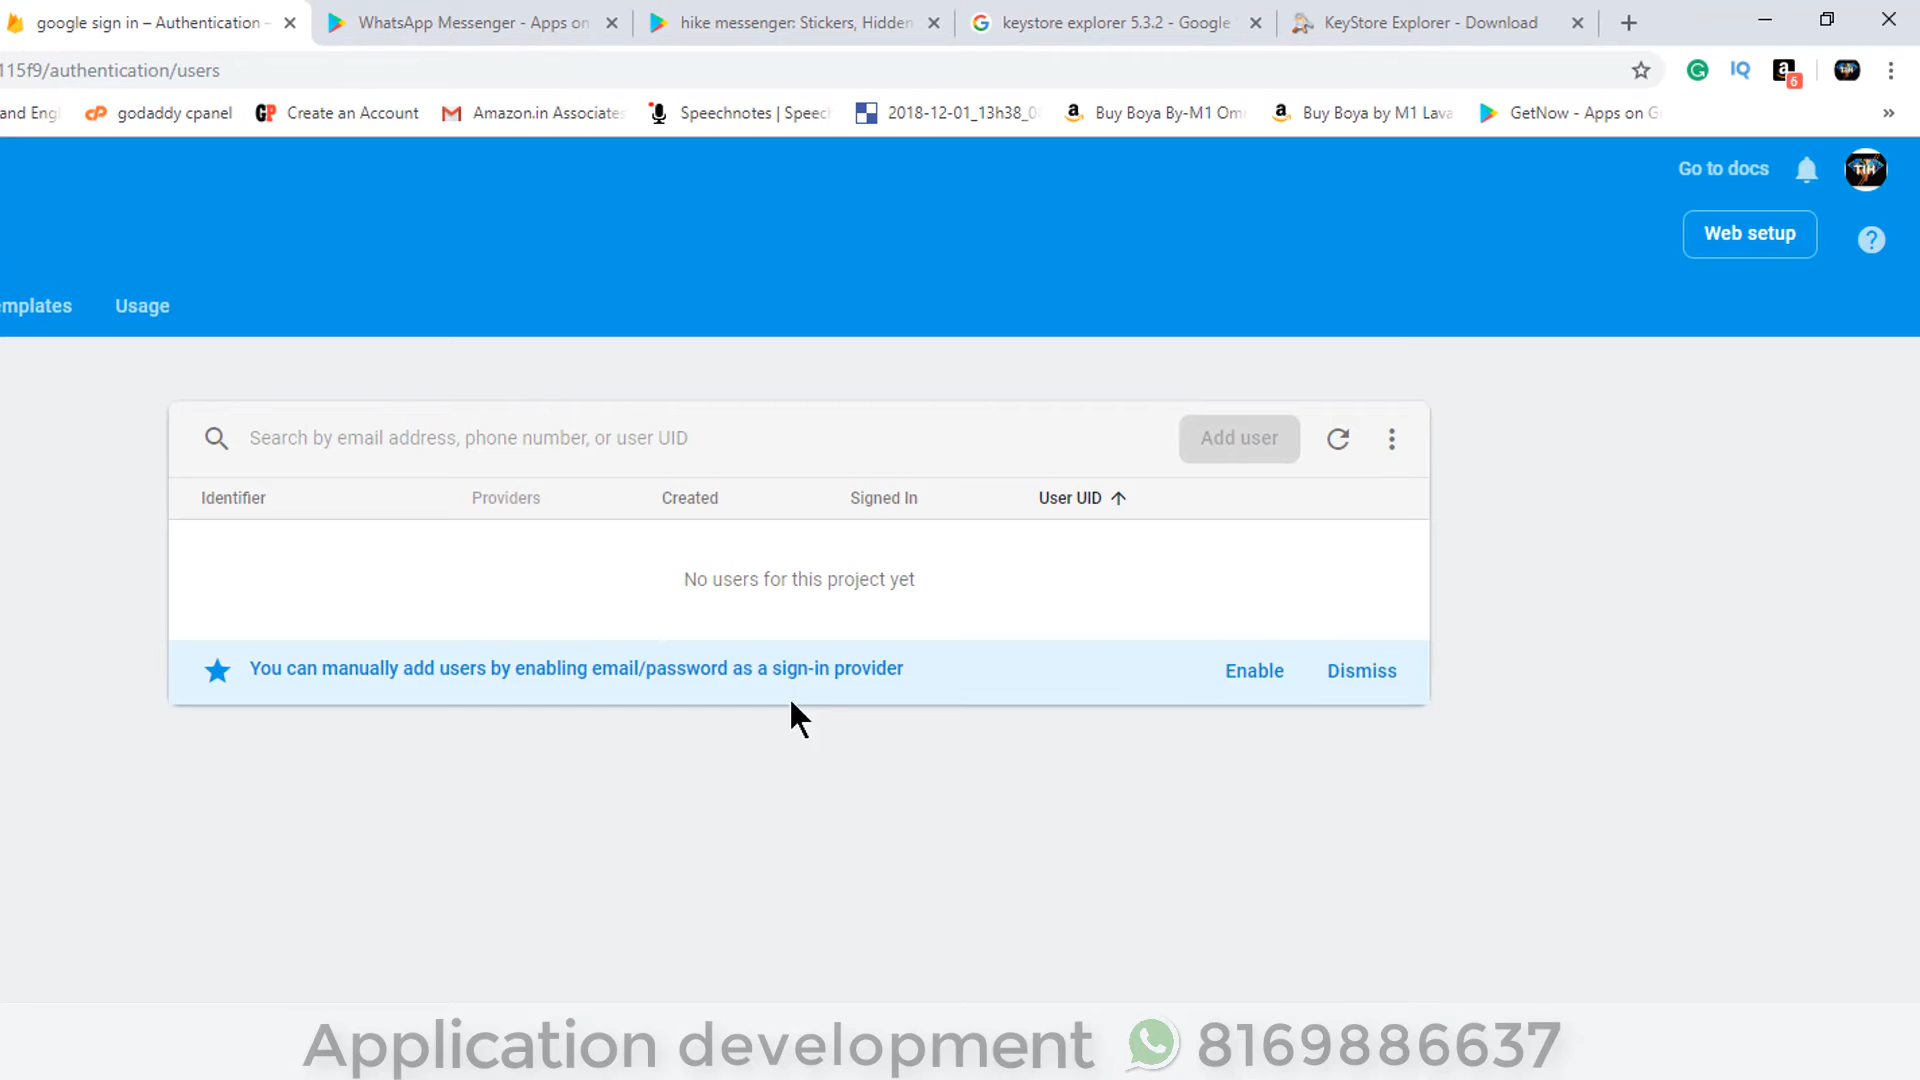 google sign in – Authentication –
WhatsApp Messenger - Apps on
hike messenger: Stickers, Hidden
keystore explorer 5.3.2 - Google
KeyStore Explorer - Download
115f9/authentication/users
IQ
6
and Eng
godaddy cpanel
Create an Account
Amazon.in Associates
Speechnotes | Speech
2018-12-01_13h38_0
Buy Boya By-M1 Om
Buy Boya by M1 Lava
GetNow - Apps on G
»
Go to docs
TIH
Web setup
emplates
Usage
Search by email address, phone number, or user UID
Add user
Identifier
Providers
Created
Signed In
User UID
No users for this project yet
You can manually add users by enabling email/password as a sign-in provider
Enable
Dismiss
Application development 8169886637